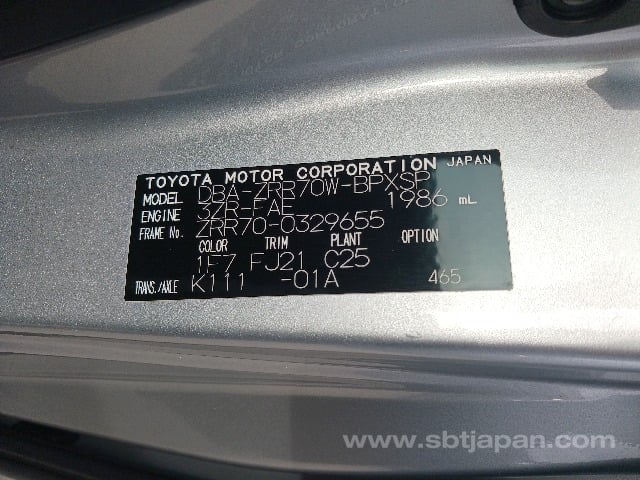 TOYOTA MOTOR CORPORATION JAPAN
MODEL DBA-ZRR70W-BPXSP
ENGINE 3ZR-FAE 1986 mL
FRAME No. ZRR70-0329655
COLOR TRIM PLANT OPTION
1F7 FJ21 C25
TRANS./AXLE K111 -01A 465
www.sbtjapan.com